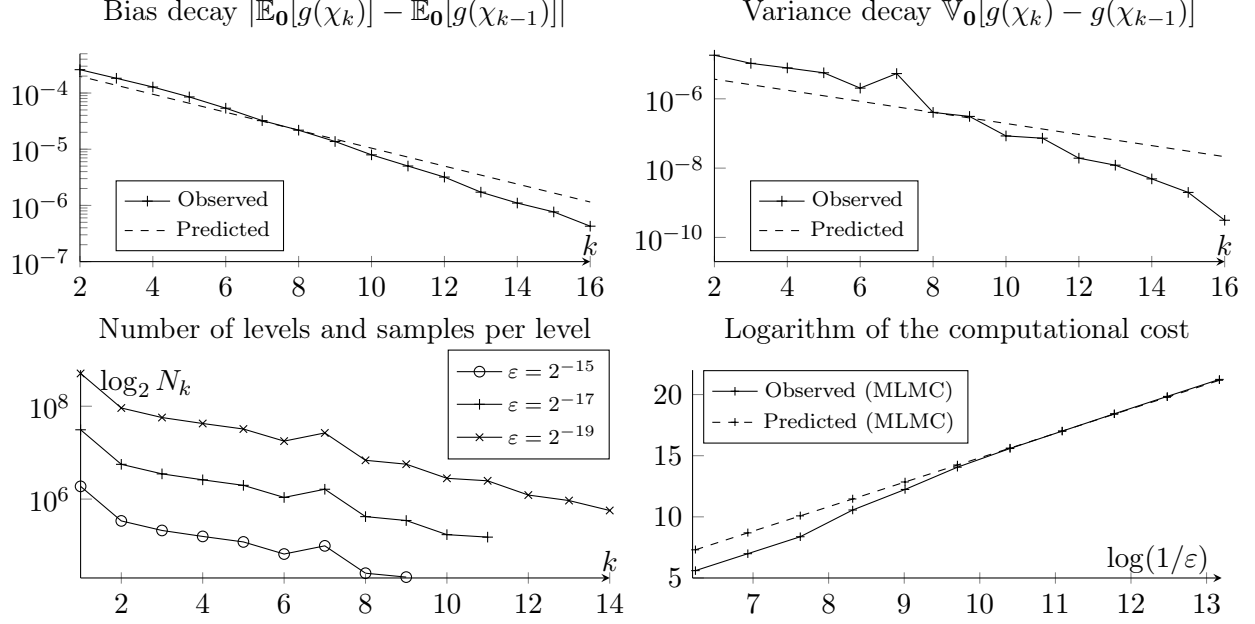 Bias decay |𝔼₀[g(χₖ)] − 𝔼₀[g(χₖ₋₁)]|
10⁻⁴
10⁻⁵
10⁻⁶
10⁻⁷
Observed
Predicted
k
2 4 6 8 10 12 14 16
Variance decay 𝕍₀[g(χₖ) − g(χₖ₋₁)]
10⁻⁶
10⁻⁸
10⁻¹⁰
Observed
Predicted
k
2 4 6 8 10 12 14 16
Number of levels and samples per level
log₂ Nₖ
10⁸
10⁶
ε = 2⁻¹⁵
ε = 2⁻¹⁷
ε = 2⁻¹⁹
k
2 4 6 8 10 12 14
Logarithm of the computational cost
20
15
10
5
Observed (MLMC)
Predicted (MLMC)
log(1/ε)
7 8 9 10 11 12 13